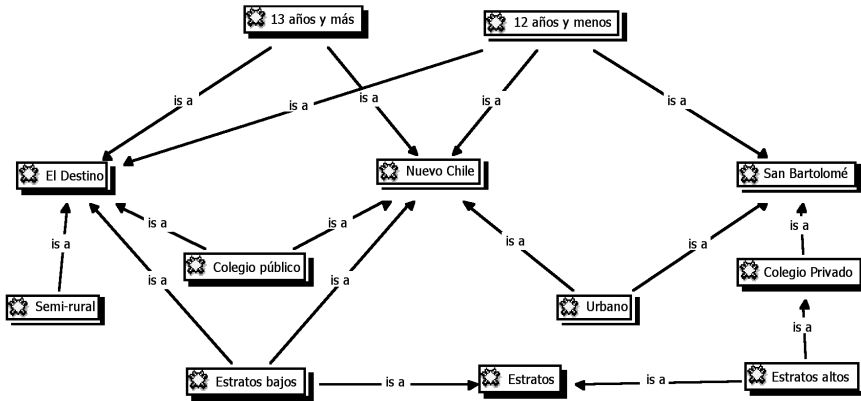 13 años y más
12 años y menos
is a
is a
is a
is a
is a
El Destino
Nuevo Chile
San Bartolomé
is a
is a
is a
is a
is a
is a
Colegio público
Colegio Privado
is a
is a
Semi-rural
Urbano
is a
Estratos bajos
is a
Estratos
is a
Estratos altos